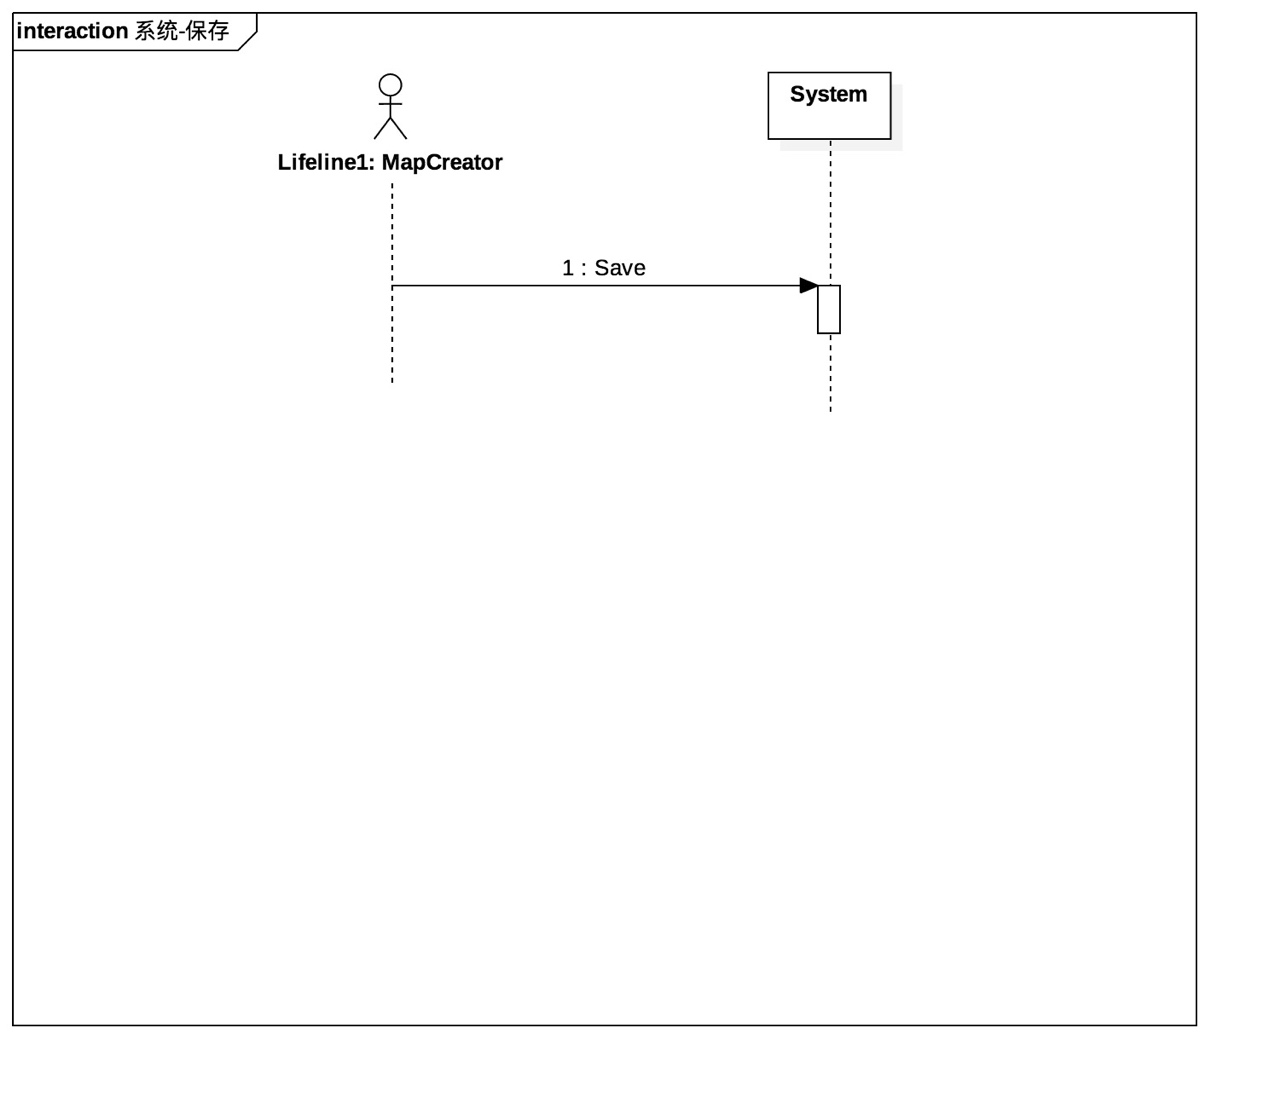 interaction 系统-保存
System
Lifeline1: MapCreator
1 : Save